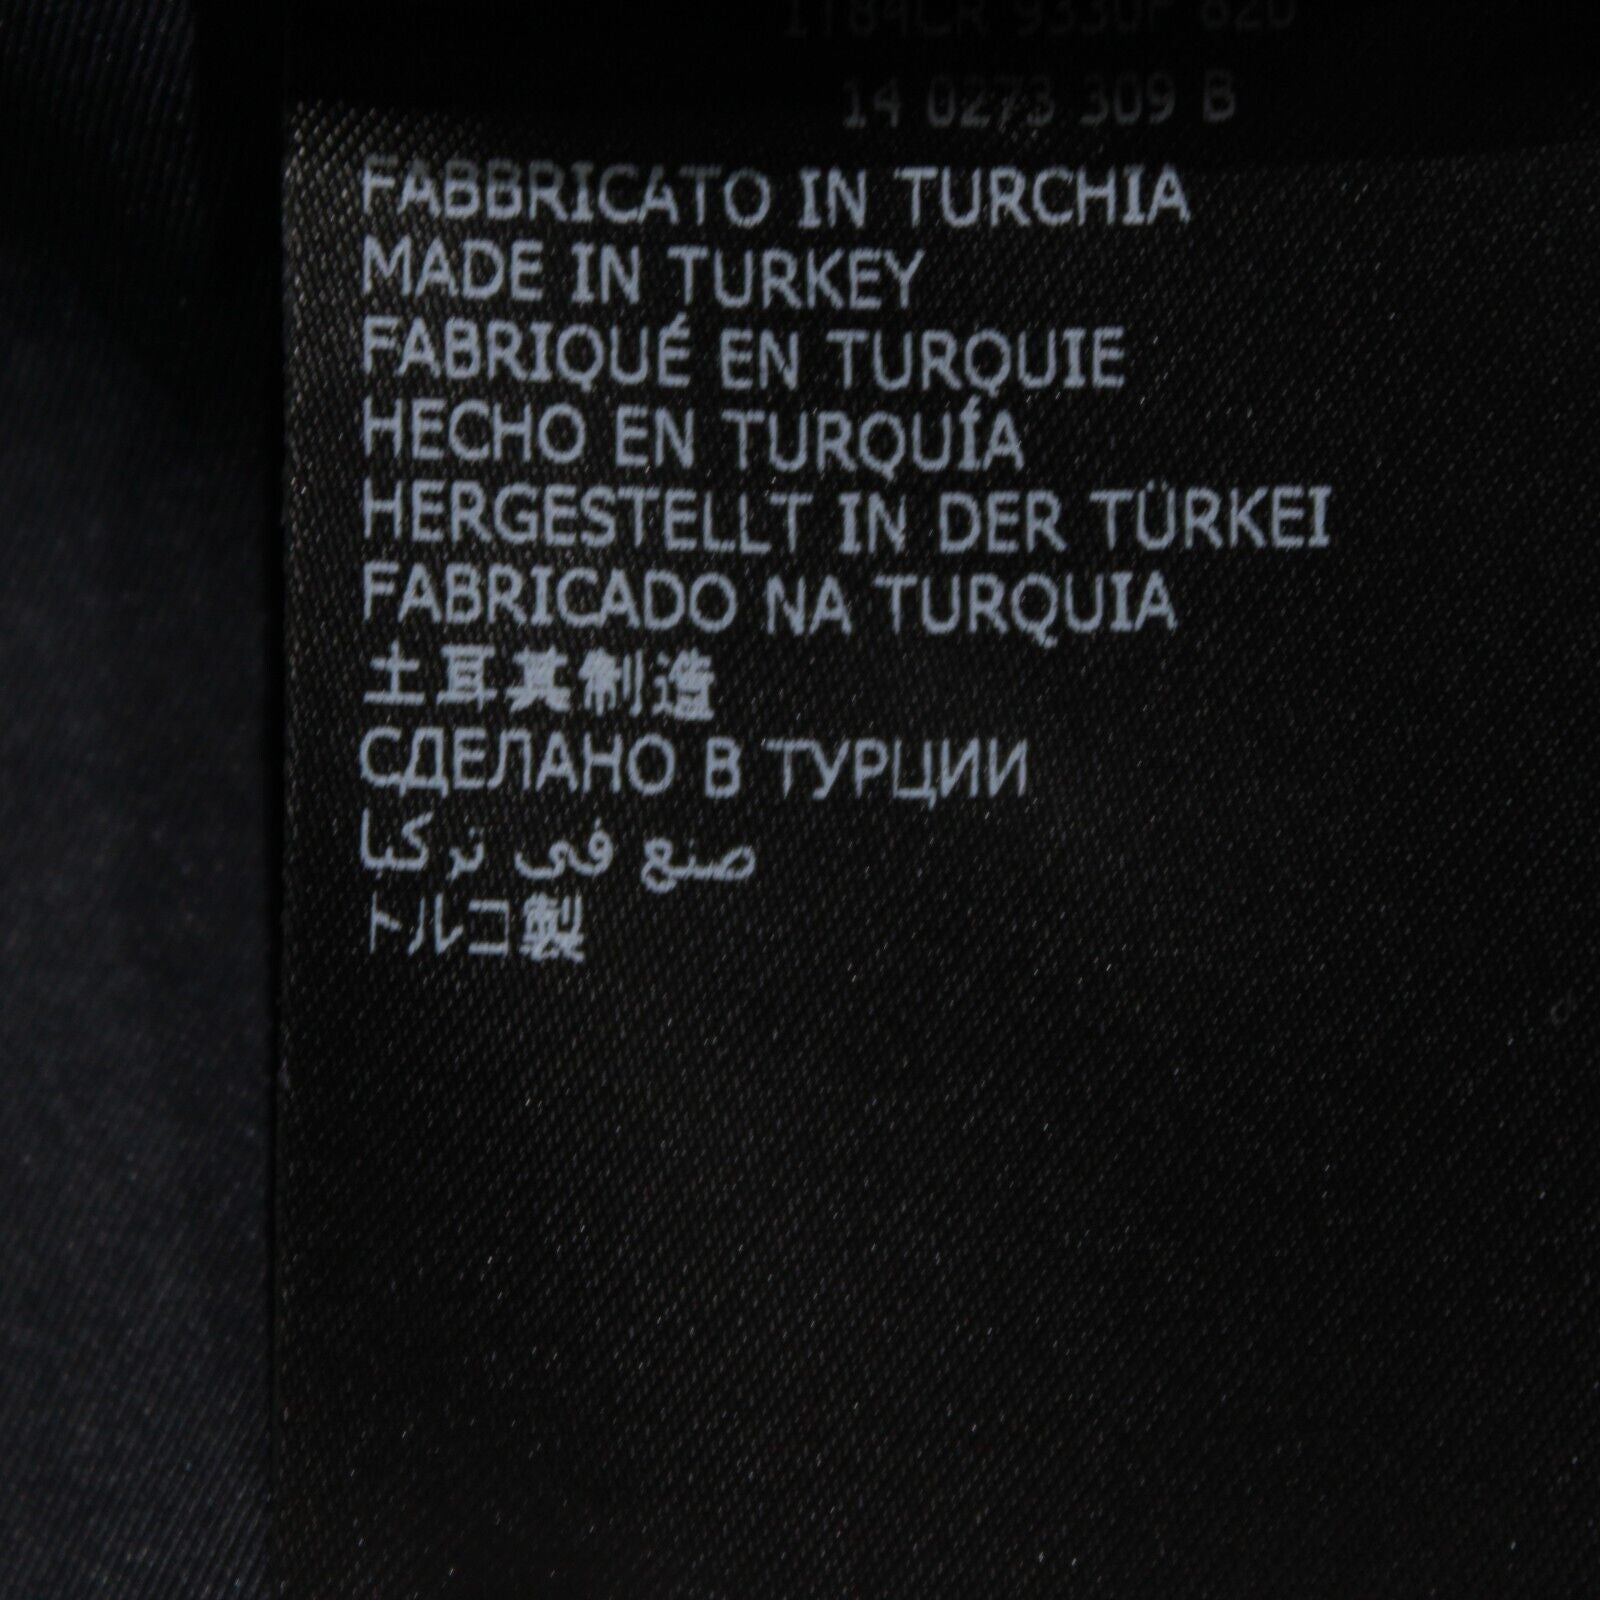 14 0273 309 B
FABBRICATO IN TURCHIA
MADE IN TURKEY
FABRIQUÉ EN TURQUIE
HECHO EN TURQUÍA
HERGESTELLT IN DER TÜRKEI
FABRICADO NA TURQUIA
土耳其制造
СДЕЛАНО В ТУРЦИИ
صنع في تركيا
トルコ製